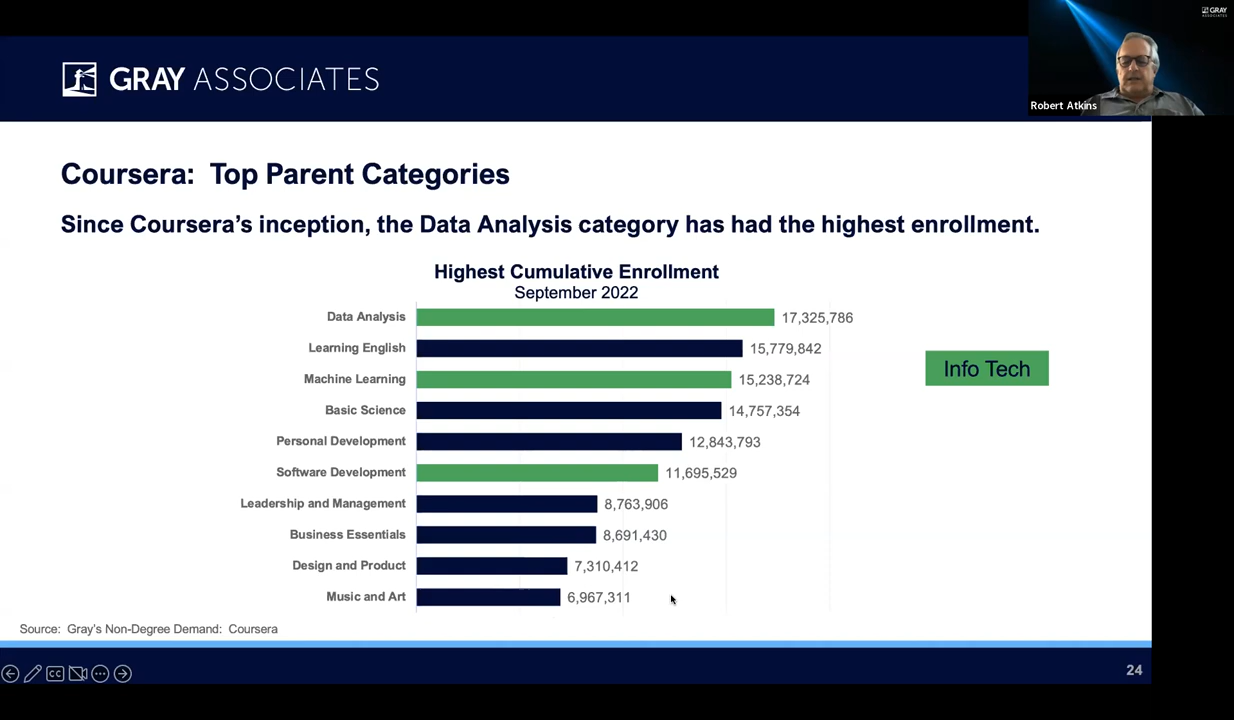 GRAY ASSOCIATES
GRAY
ASSOCIATES
Robert Atkins
Coursera: Top Parent Categories
Since Coursera's inception, the Data Analysis category has had the highest enrollment.
Highest Cumulative Enrollment
September 2022
Data Analysis 17,325,786
Learning English 15,779,842
Info Tech
Machine Learning 15,238,724
Basic Science 14,757,354
Personal Development 12,843,793
Software Development 11,695,529
Leadership and Management 8,763,906
Business Essentials 8,691,430
Design and Product 7,310,412
Music and Art 6,967,311
Source: Gray's Non-Degree Demand: Coursera
CC
24